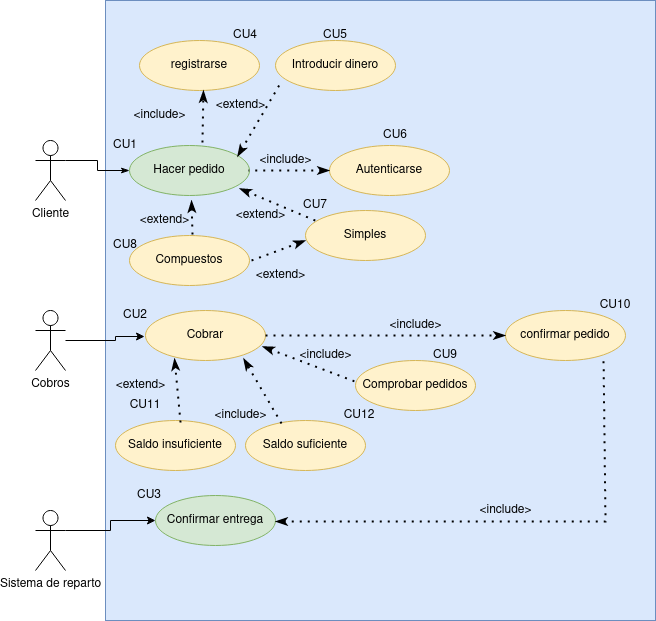 CU4
CU5
registrarse
Introducir dinero
<include>
<extend>
CU1
CU6
Hacer pedido
<include>
Autenticarse
Cliente
CU7
<extend>
<extend>
Simples
CU8
Compuestos
<extend>
CU2
CU10
Cobrar
<include>
confirmar pedido
<include>
CU9
Cobros
<extend>
Comprobar pedidos
CU11
<include>
CU12
Saldo insuficiente
Saldo suficiente
CU3
Confirmar entrega
<include>
Sistema de reparto